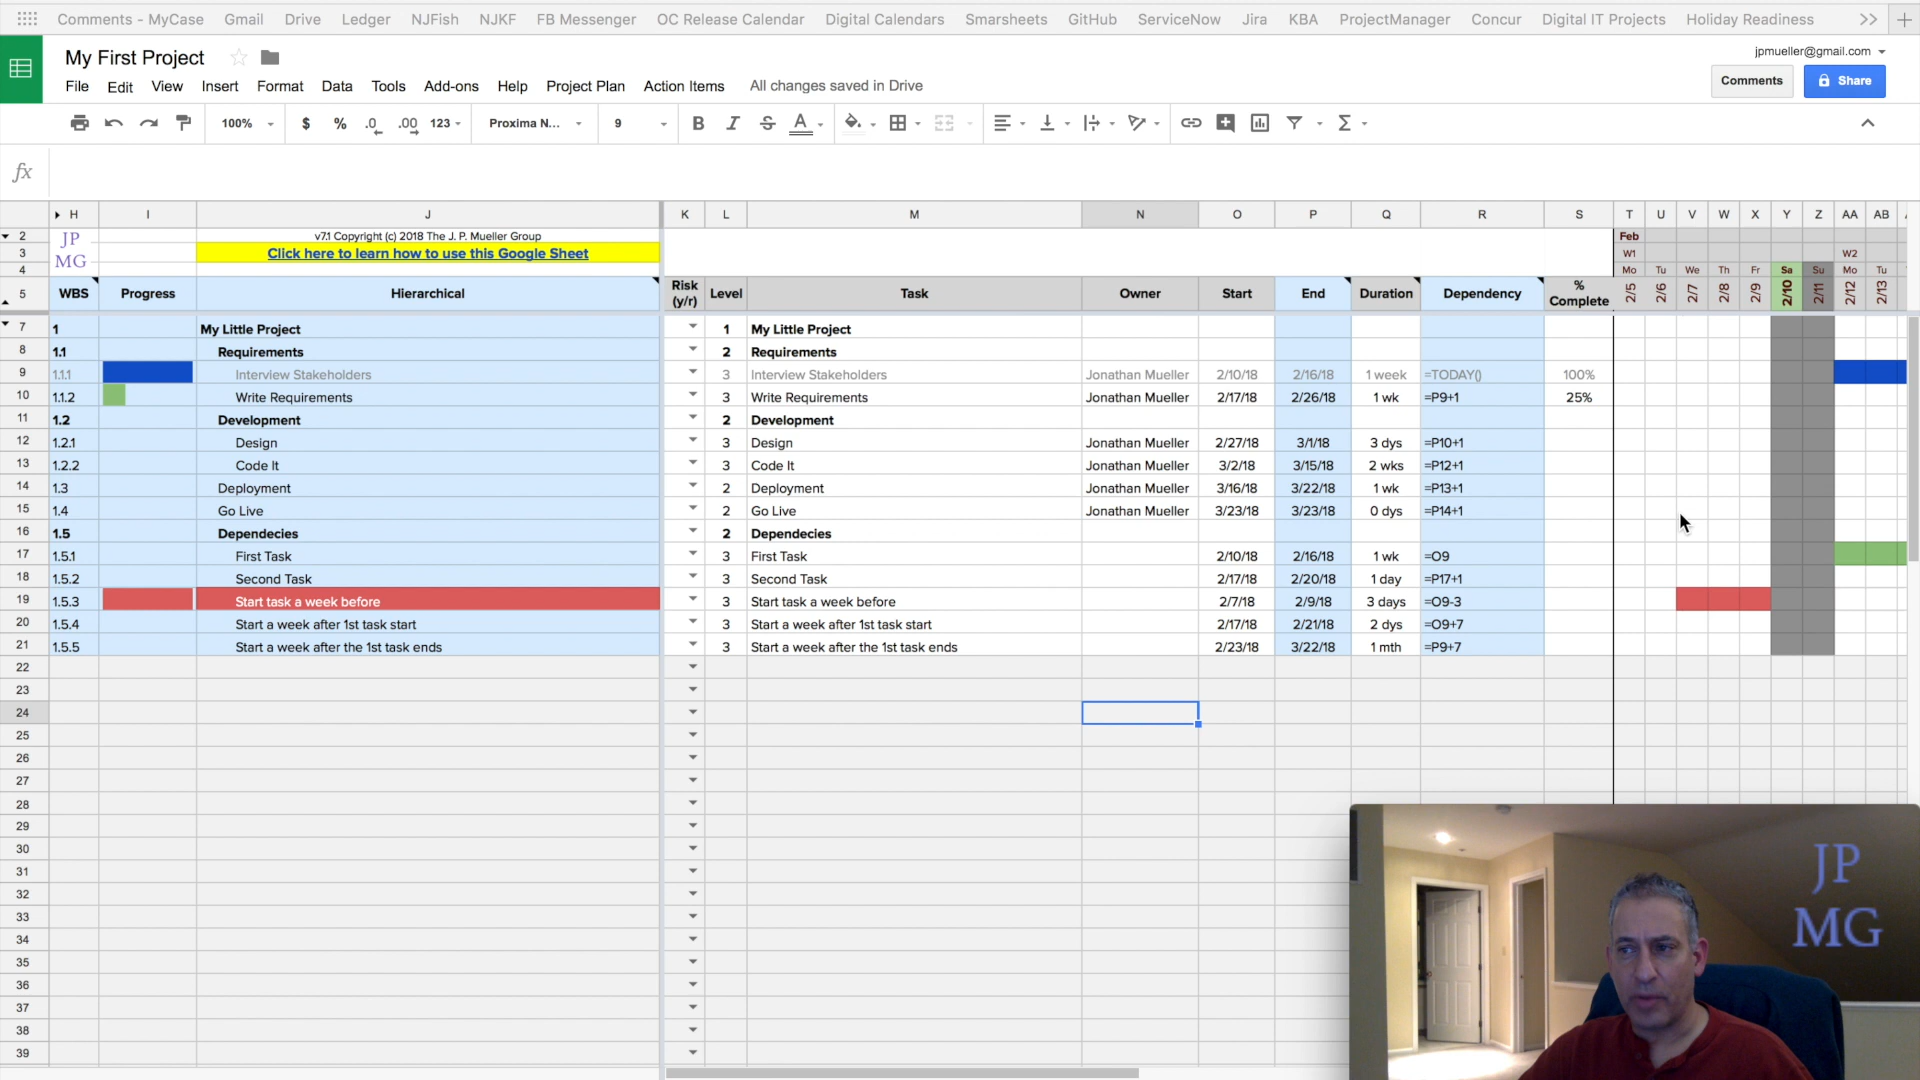 Comments - MyCase Gmail Drive Ledger NJFish NJKF FB Messenger OC Release Calendar Digital Calendars Smarsheets GitHub ServiceNow Jira KBA ProjectManager Concur Digital IT Projects Holiday Readiness >> +
My First Project
jpmueller@gmail.com
File Edit View Insert Format Data Tools Add-ons Help Project Plan Action Items All changes saved in Drive
Comments Share
100% $ % .0 .00 123 Proxima N... 9 B I S A Σ
fx
H I J K L M N O P Q R S T U V W X Y Z AA AB
2 JP v7.1 Copyright (c) 2018 The J. P. Mueller Group Feb
3 MG Click here to learn how to use this Google Sheet W1 W2
4 Mo Tu We Th Fr Sa Su Mo Tu
5 WBS Progress Hierarchical Risk (y/r) Level Task Owner Start End Duration Dependency % Complete 2/5 2/6 2/7 2/8 2/9 2/10 2/11 2/12 2/13
7 1 My Little Project 1 My Little Project
8 1.1 Requirements 2 Requirements
9 1.1.1 Interview Stakeholders 3 Interview Stakeholders Jonathan Mueller 2/10/18 2/16/18 1 week =TODAY() 100%
10 1.1.2 Write Requirements 3 Write Requirements Jonathan Mueller 2/17/18 2/26/18 1 wk =P9+1 25%
11 1.2 Development 2 Development
12 1.2.1 Design 3 Design Jonathan Mueller 2/27/18 3/1/18 3 dys =P10+1
13 1.2.2 Code It 3 Code It Jonathan Mueller 3/2/18 3/15/18 2 wks =P12+1
14 1.3 Deployment 2 Deployment Jonathan Mueller 3/16/18 3/22/18 1 wk =P13+1
15 1.4 Go Live 2 Go Live Jonathan Mueller 3/23/18 3/23/18 0 dys =P14+1
16 1.5 Dependecies 2 Dependecies
17 1.5.1 First Task 3 First Task 2/10/18 2/16/18 1 wk =O9
18 1.5.2 Second Task 3 Second Task 2/17/18 2/20/18 1 day =P17+1
19 1.5.3 Start task a week before 3 Start task a week before 2/7/18 2/9/18 3 days =O9-3
20 1.5.4 Start a week after 1st task start 3 Start a week after 1st task start 2/17/18 2/21/18 2 dys =O9+7
21 1.5.5 Start a week after the 1st task ends 3 Start a week after the 1st task ends 2/23/18 3/22/18 1 mth =P9+7
22
23
24
25
26
27
28
29
30
31
32
33
34
35
36
37
38
39
JP
MG